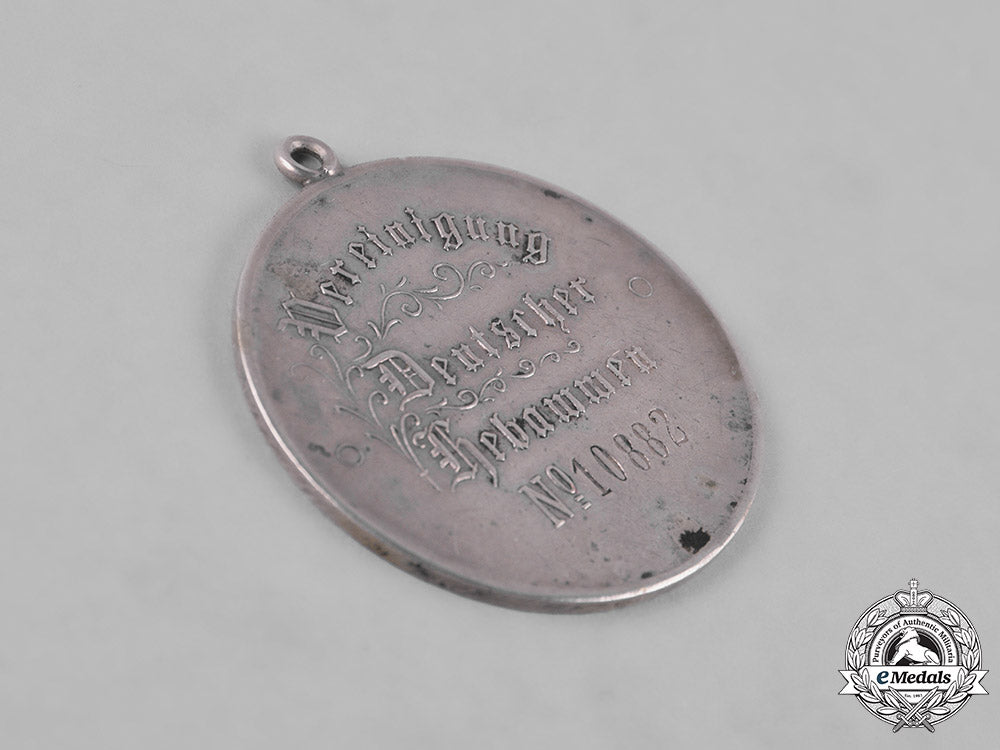 Vereinigung
Deutscher
Hebammen
No 10882
Purveyors of Authentic Militaria
eMedals